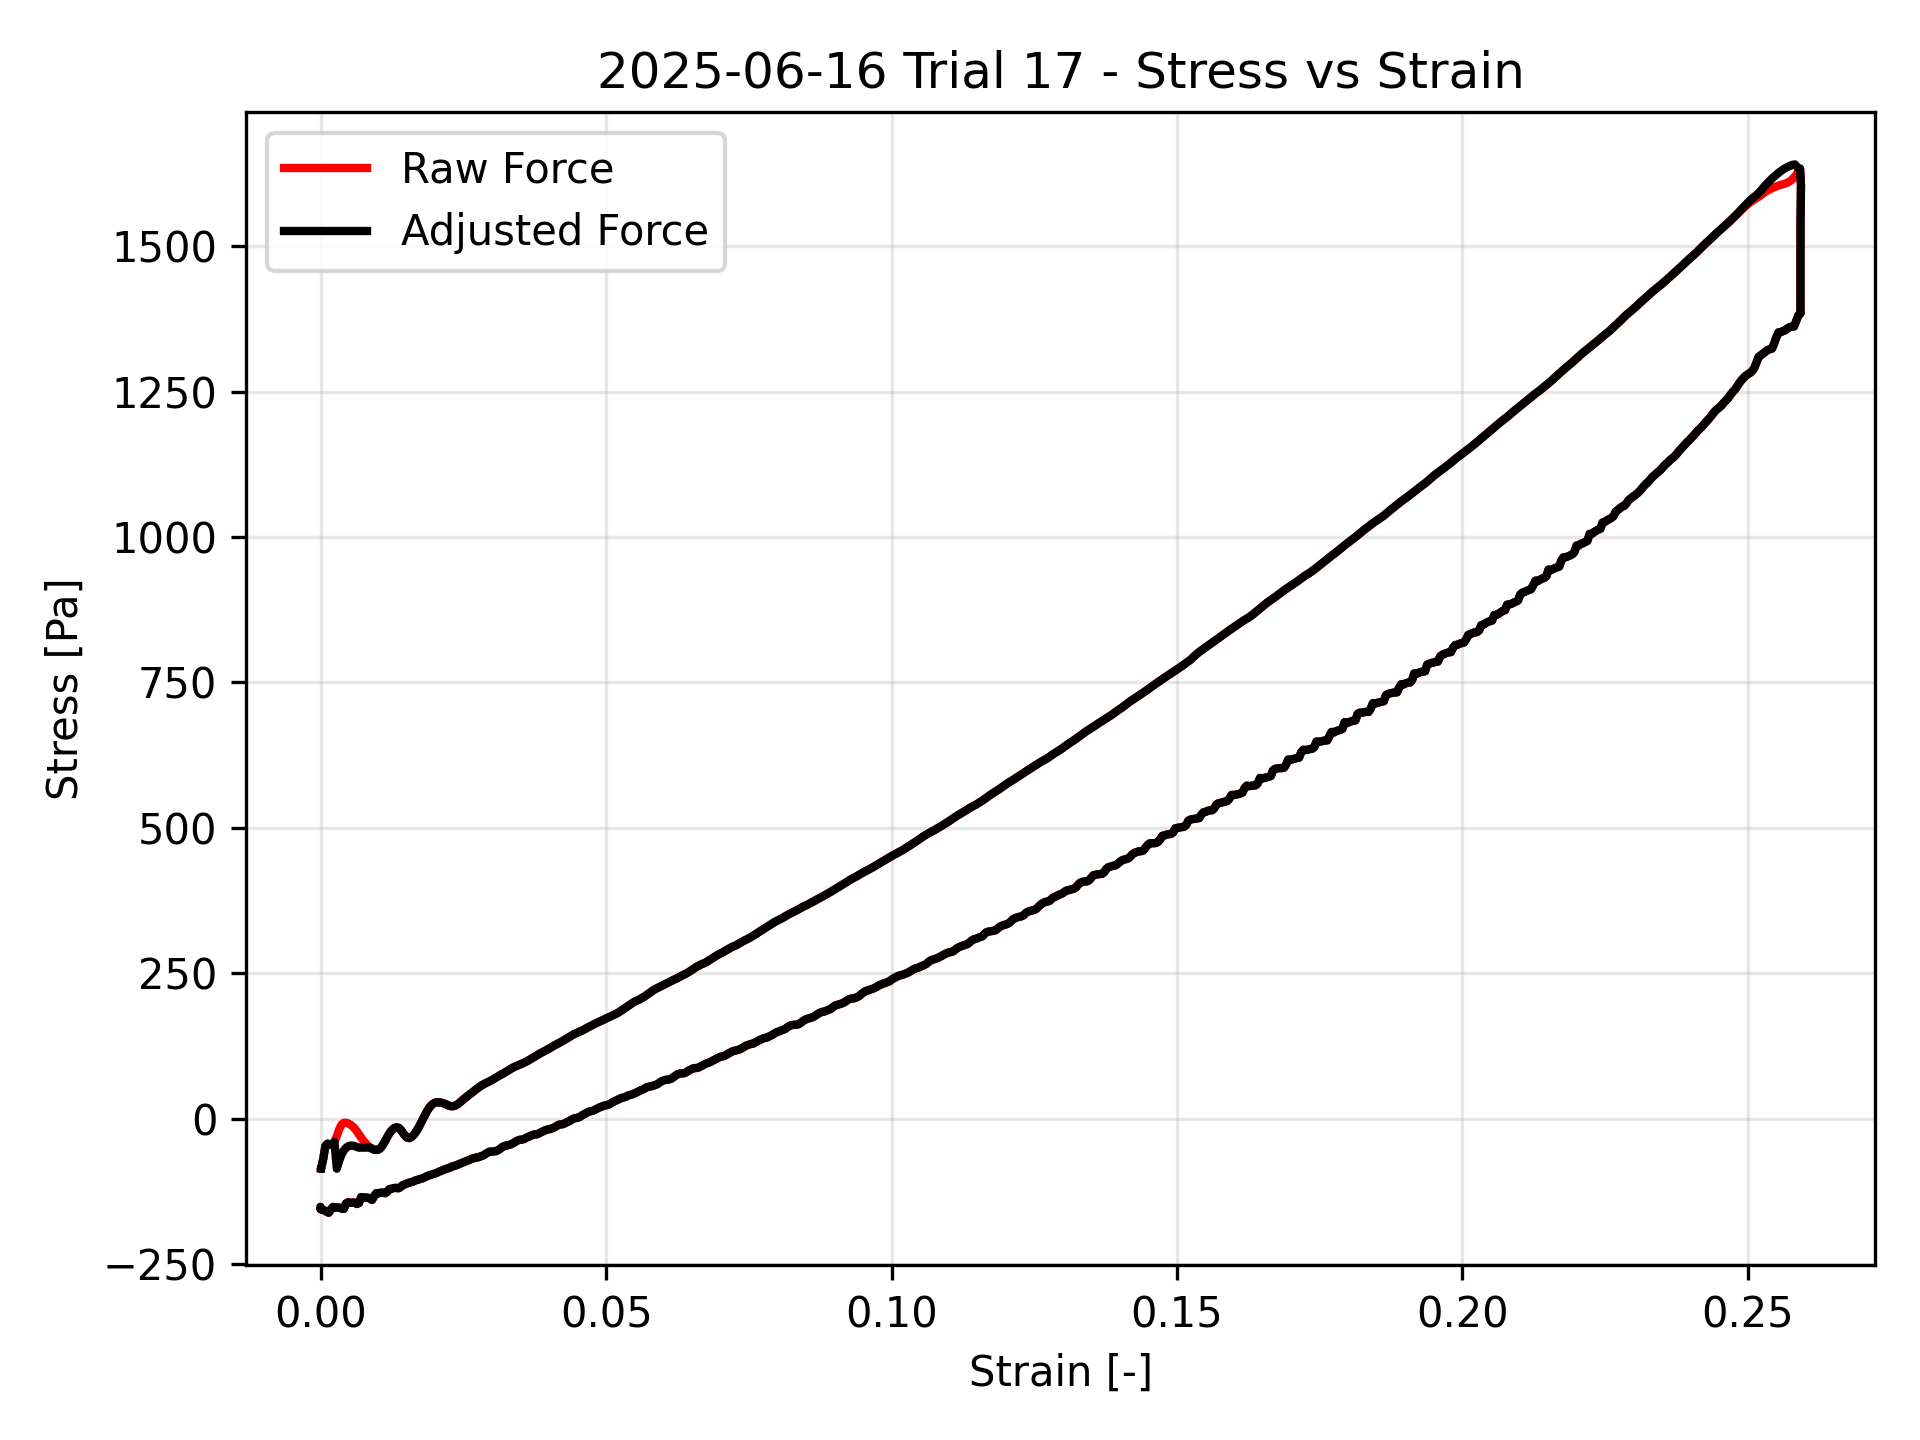 2025-06-16 Trial 17 - Stress vs Strain
Raw Force
Adjusted Force
Stress [Pa]
1500
1250
1000
750
500
250
0
−250
0.00 0.05 0.10 0.15 0.20 0.25
Strain [-]